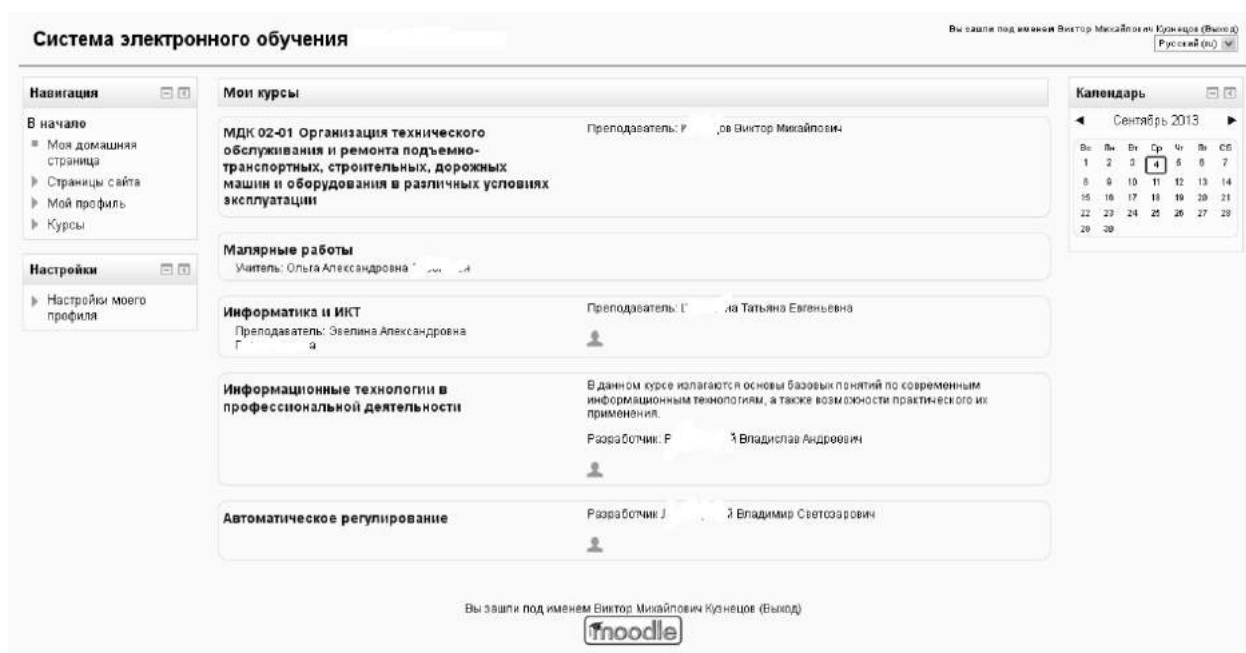 Система электронного обучения
Вы зашли под именем Виктор Михайлович Кузнецов (Выход)
Русский (ru)
Навигация
В начало
Моя домашняя
страница
Страницы сайта
Мой профиль
Курсы
Настройки
Настройки моего
профиля
Мои курсы
МДК 02-01 Организация технического
обслуживания и ремонта подъемно-
транспортных, строительных, дорожных
машин и оборудования в различных условиях
эксплуатации
Преподаватель: ов Виктор Михайлович
Малярные работы
Учитель: Ольга Александровна
Информатика и ИКТ
Преподаватель: Эвелина Александровна
а
Преподаватель: на Татьяна Евгеньевна
Информационные технологии в
профессиональной деятельности
В данном курсе излагаются основы базовых понятий по современным
информационным технологиям, а также возможности практического их
применения.
Разработчик: Р й Владислав Андреевич
Автоматическое регулирование
Разработчик й Владимир Светозарович
Календарь
Сентябрь 2013
Вс Пн Вт Ср Чт Пт Сб
1 2 3 4 5 6 7
8 9 10 11 12 13 14
15 16 17 18 19 20 21
22 23 24 25 26 27 28
29 30
Вы зашли под именем Виктор Михайлович Кузнецов (Выход)
moodle